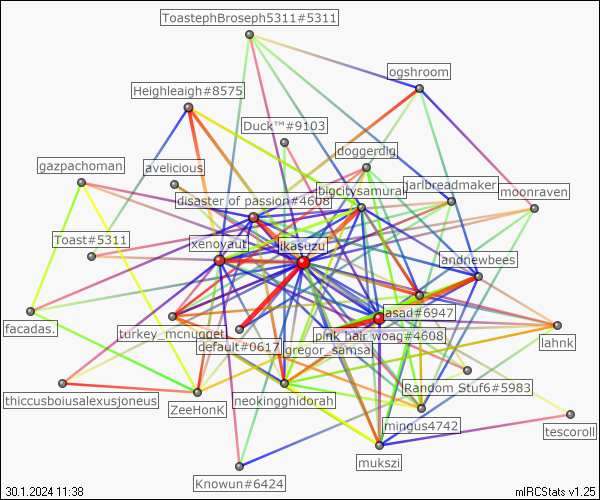 ToastephBroseph5311#5311
ogshroom
Heighleaigh#8575
Duck™#9103
doggerdig
gazpachoman
avelicious
bigcitysamurai
jarlbreadmaker
moonraven
disaster of passion#4608
Toast#5311
xenoyaut
ikasuzu
andnewbees
facadas.
turkey_mcnugget
asad#6947
pink hair woag#4608
lahnk
default#0617
gregor_samsa
thiccusboiusalexusjoneus
ZeeHonK
neokingghidorah
Random Stuf6#5983
mingus4742
tescoroll
mukszi
Knowun#6424
30.1.2024 11:38
mIRCStats v1.25